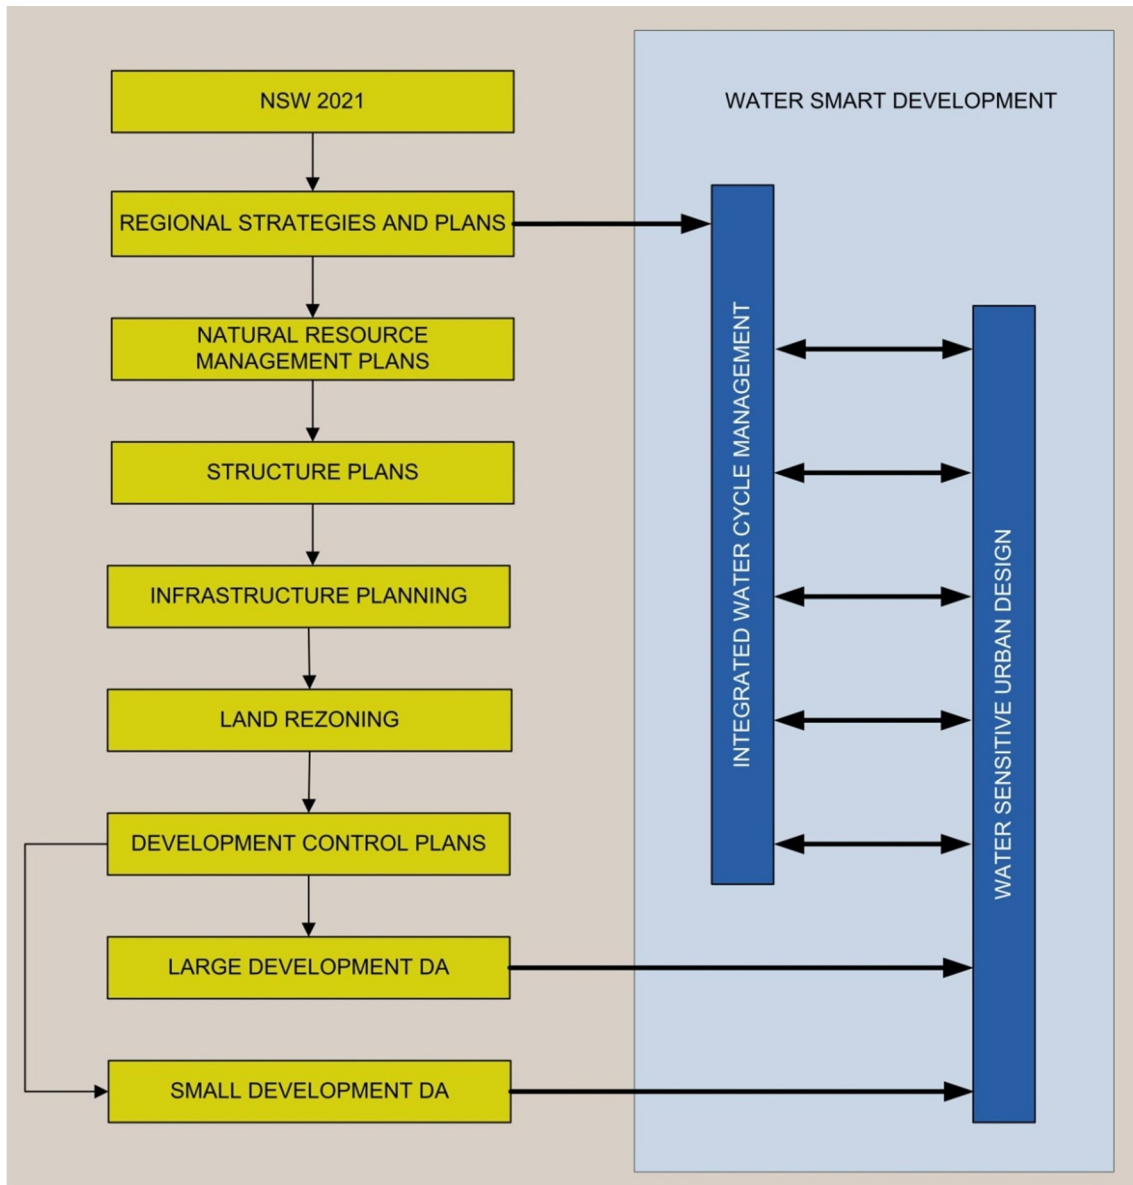 NSW 2021
WATER SMART DEVELOPMENT
REGIONAL STRATEGIES AND PLANS
NATURAL RESOURCE
MANAGEMENT PLANS
STRUCTURE PLANS
INFRASTRUCTURE PLANNING
LAND REZONING
DEVELOPMENT CONTROL PLANS
LARGE DEVELOPMENT DA
SMALL DEVELOPMENT DA
INTEGRATED WATER CYCLE MANAGEMENT
WATER SENSITIVE URBAN DESIGN